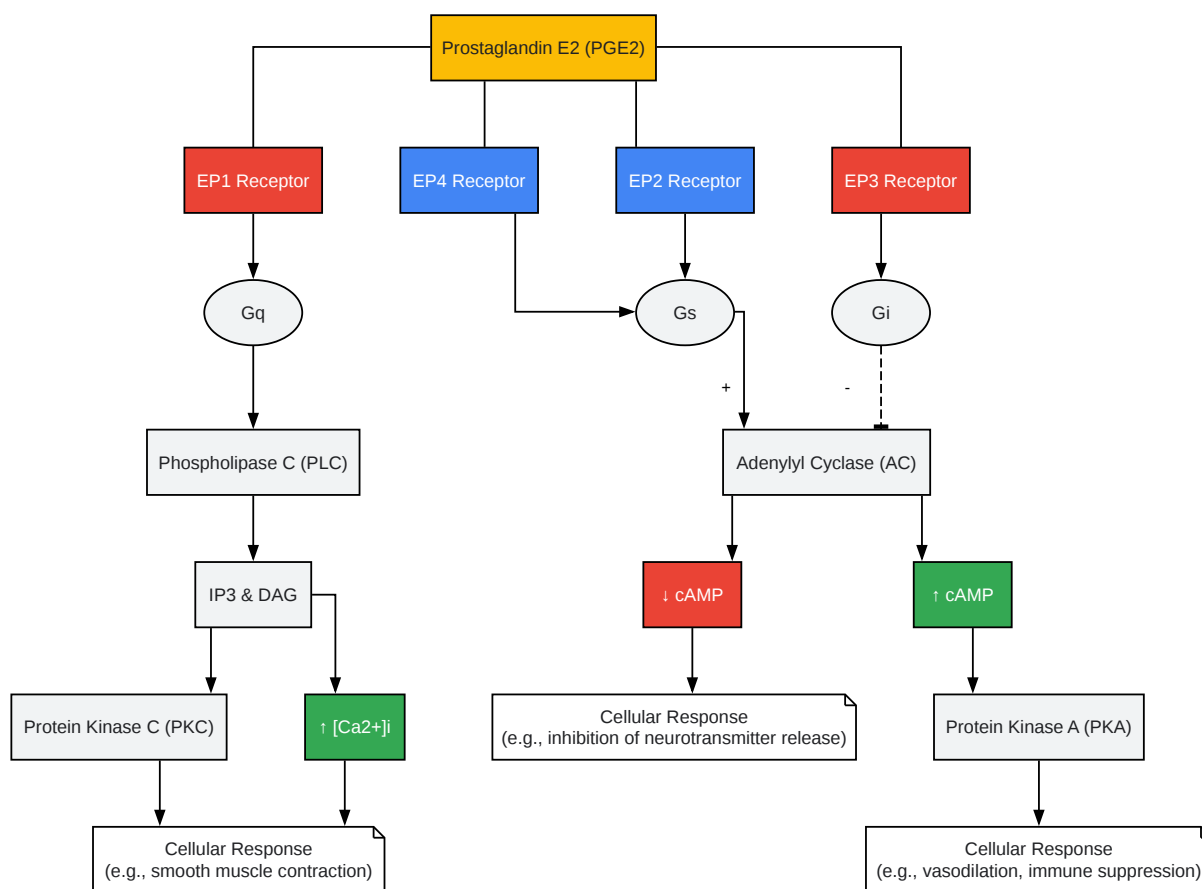 Prostaglandin E2 (PGE2)
EP1 Receptor
EP4 Receptor
EP2 Receptor
EP3 Receptor
Gq
Gs
Gi
+
-
Phospholipase C (PLC)
Adenylyl Cyclase (AC)
IP3 & DAG
↓ cAMP
↑ cAMP
Protein Kinase C (PKC)
↑ [Ca2+]i
Cellular Response
(e.g., inhibition of neurotransmitter release)
Protein Kinase A (PKA)
Cellular Response
(e.g., smooth muscle contraction)
Cellular Response
(e.g., vasodilation, immune suppression)